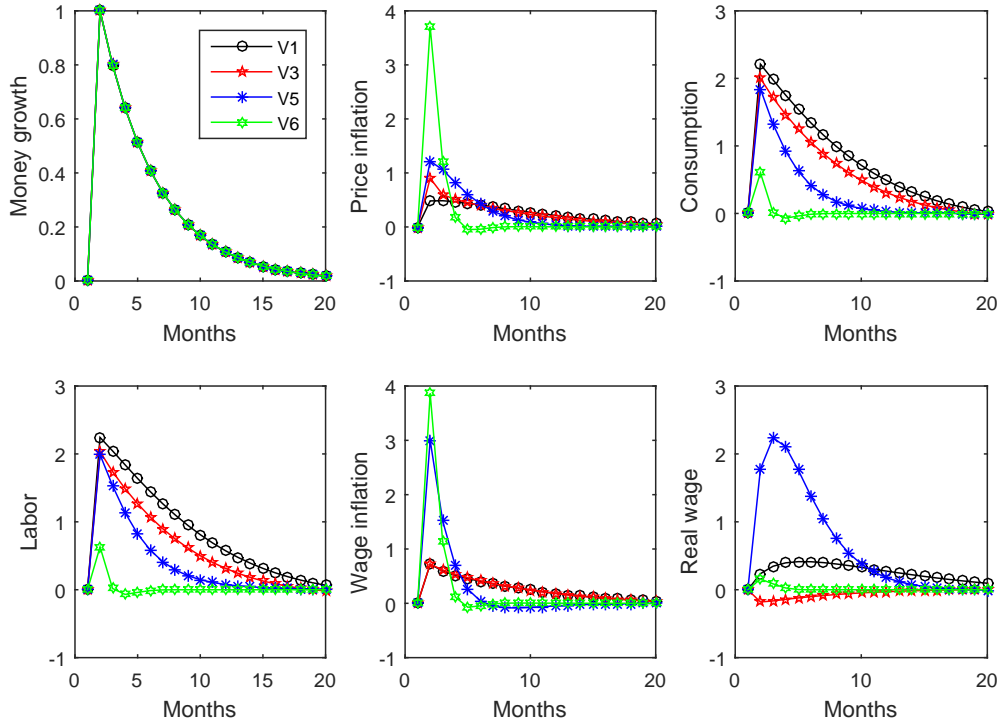 Money growth
1
0.8
0.6
0.4
0.2
0
0 5 10 15 20
Months
V1
V3
V5
V6
Price inflation
4
3
2
1
0
-1
0 10 20
Months
Consumption
3
2
1
0
-1
0 10 20
Months
Labor
3
2
1
0
-1
0 5 10 15 20
Months
Wage inflation
4
3
2
1
0
-1
0 10 20
Months
Real wage
3
2
1
0
-1
0 10 20
Months